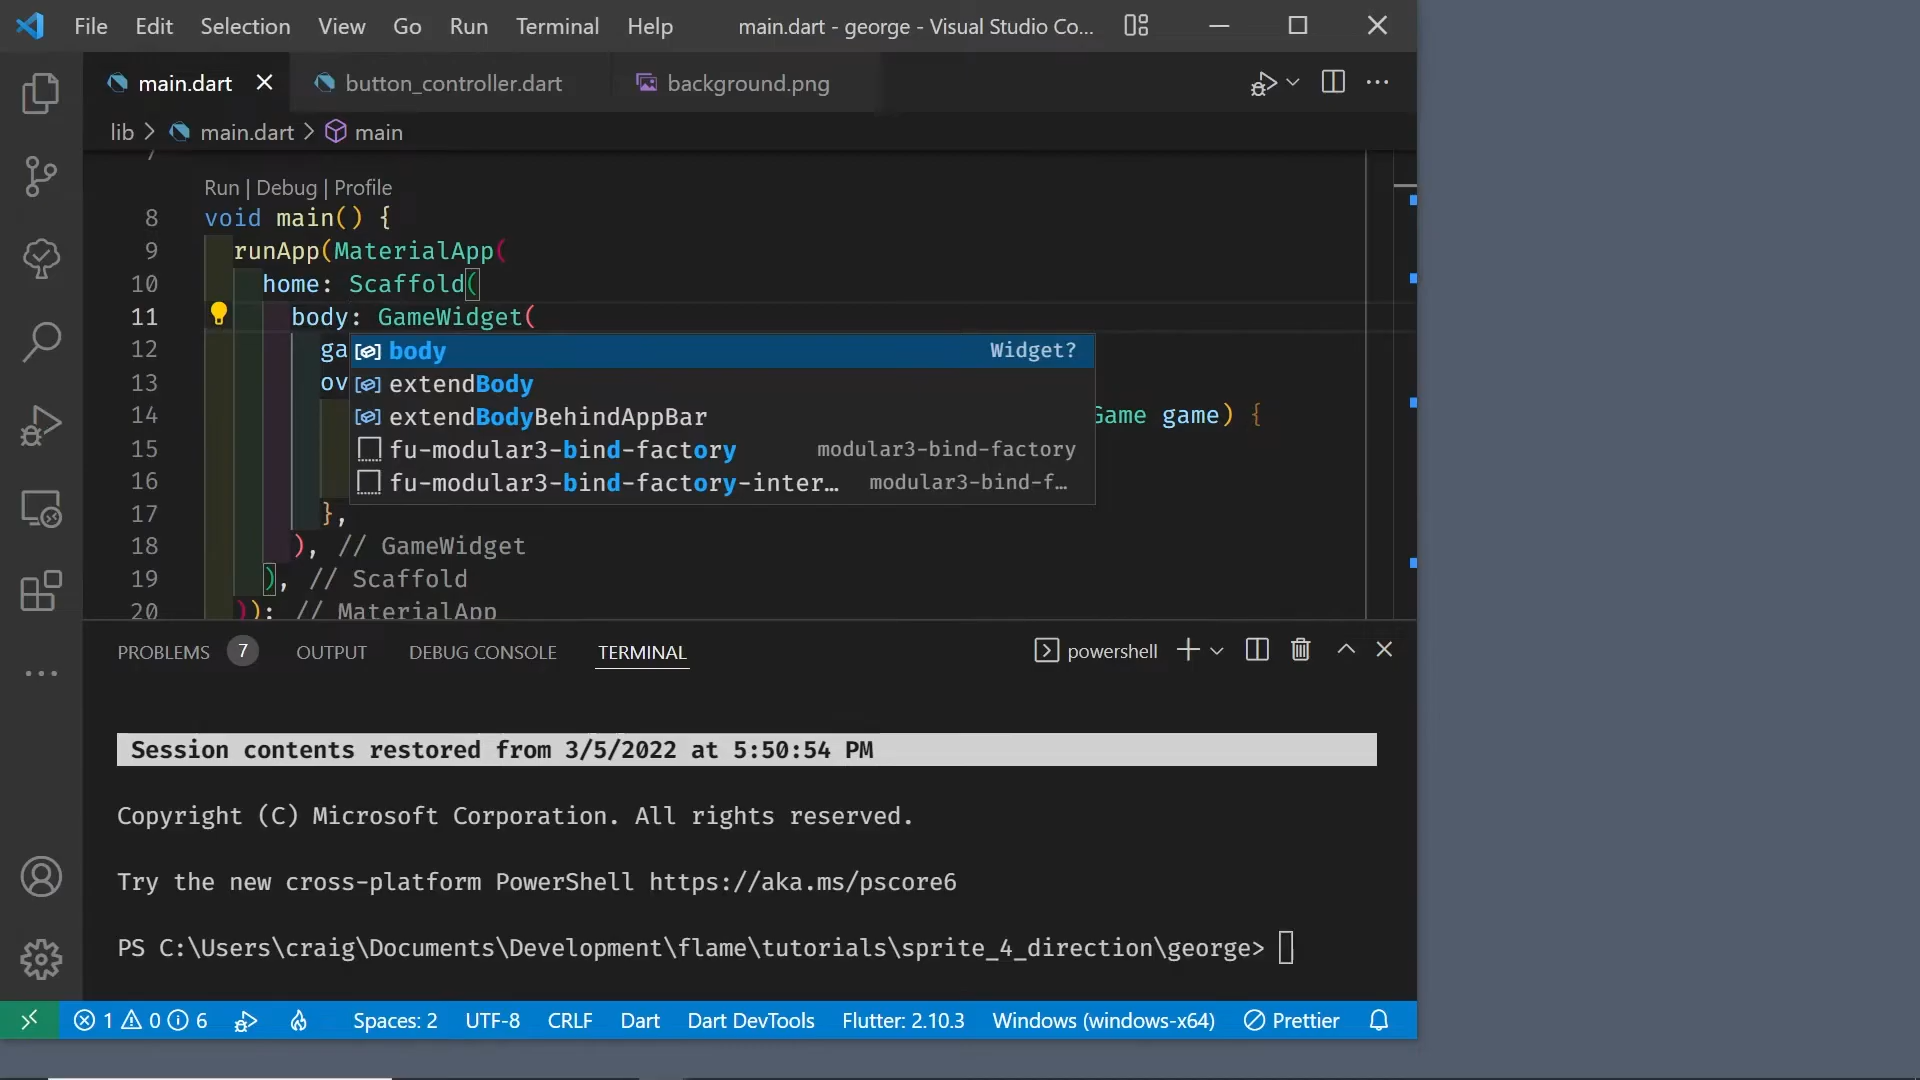 File Edit Selection View Go Run Terminal Help main.dart - george - Visual Studio Co...
main.dart button_controller.dart background.png
lib > main.dart > main
7
Run | Debug | Profile
8 void main() {
9 runApp(MaterialApp(
10 home: Scaffold(
11 body: GameWidget(
12 ga
body Widget?
13 ov
extendBody
14 Game game) {
extendBodyBehindAppBar
15
fu-modular3-bind-factory modular3-bind-factory
16
fu-modular3-bind-factory-inter... modular3-bind-f...
17 },
18 ), // GameWidget
19 ), // Scaffold
20 )); // MaterialApp
PROBLEMS 7 OUTPUT DEBUG CONSOLE TERMINAL powershell
Session contents restored from 3/5/2022 at 5:50:54 PM
Copyright (C) Microsoft Corporation. All rights reserved.
Try the new cross-platform PowerShell https://aka.ms/pscore6
PS C:\Users\craig\Documents\Development\flame\tutorials\sprite_4_direction\george>
1 0 6 Spaces: 2 UTF-8 CRLF Dart Dart DevTools Flutter: 2.10.3 Windows (windows-x64) Prettier